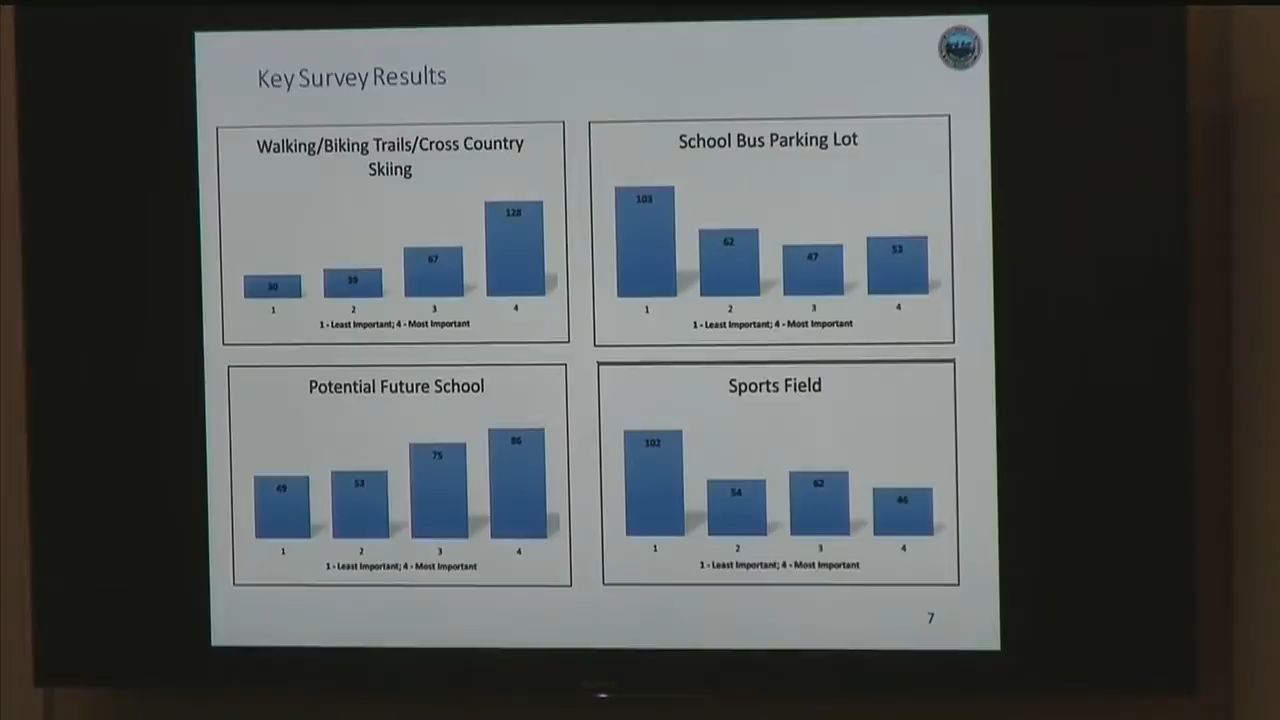 Key Survey Results
Walking/Biking Trails/Cross Country
Skiing
128
67
39
30
1 2 3 4
1 - Least Important; 4 - Most Important
School Bus Parking Lot
103
62
47
53
1 2 3 4
1 - Least Important; 4 - Most Important
Potential Future School
49
53
75
86
1 2 3 4
1 - Least Important; 4 - Most Important
Sports Field
102
54
62
46
1 2 3 4
1 - Least Important; 4 - Most Important
7